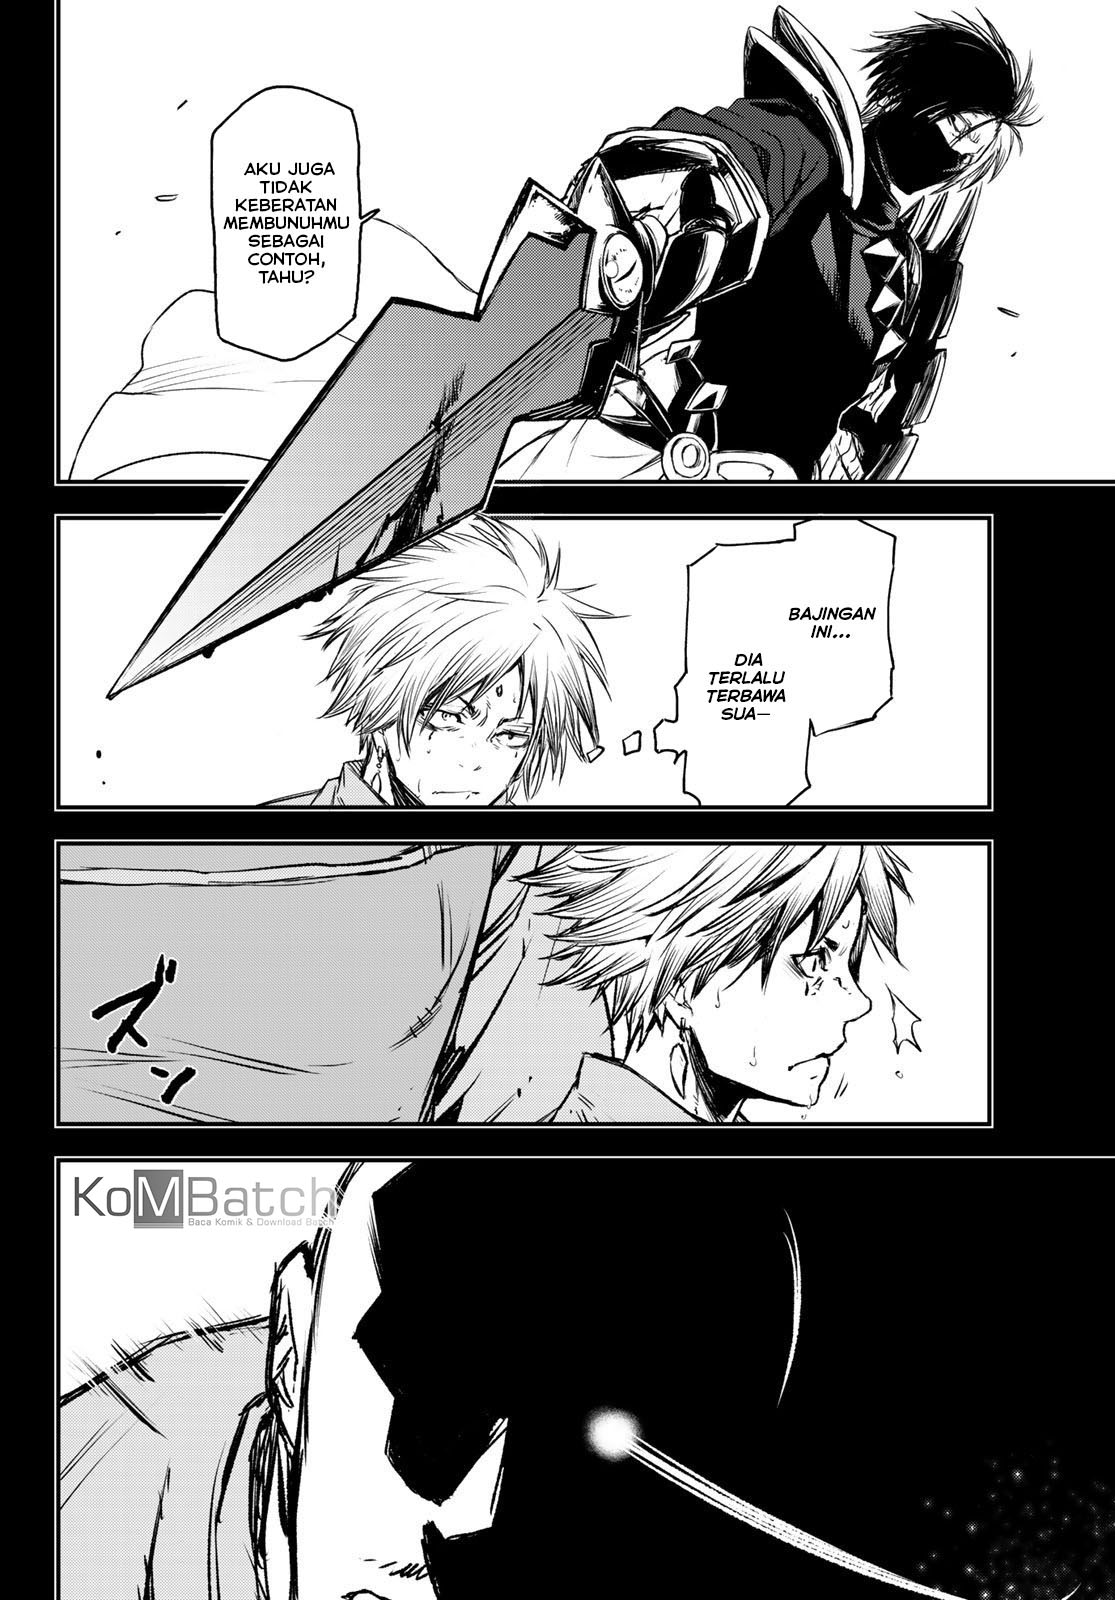 AKU JUGA
TIDAK
KEBERATAN
MEMBUNUHMU
SEBAGAI
CONTOH,
TAHU?
BAJINGAN
INI...
DIA
TERLALU
TERBAWA
SUA—
ズン
KoMBatch
Baca Komik & Download Batch